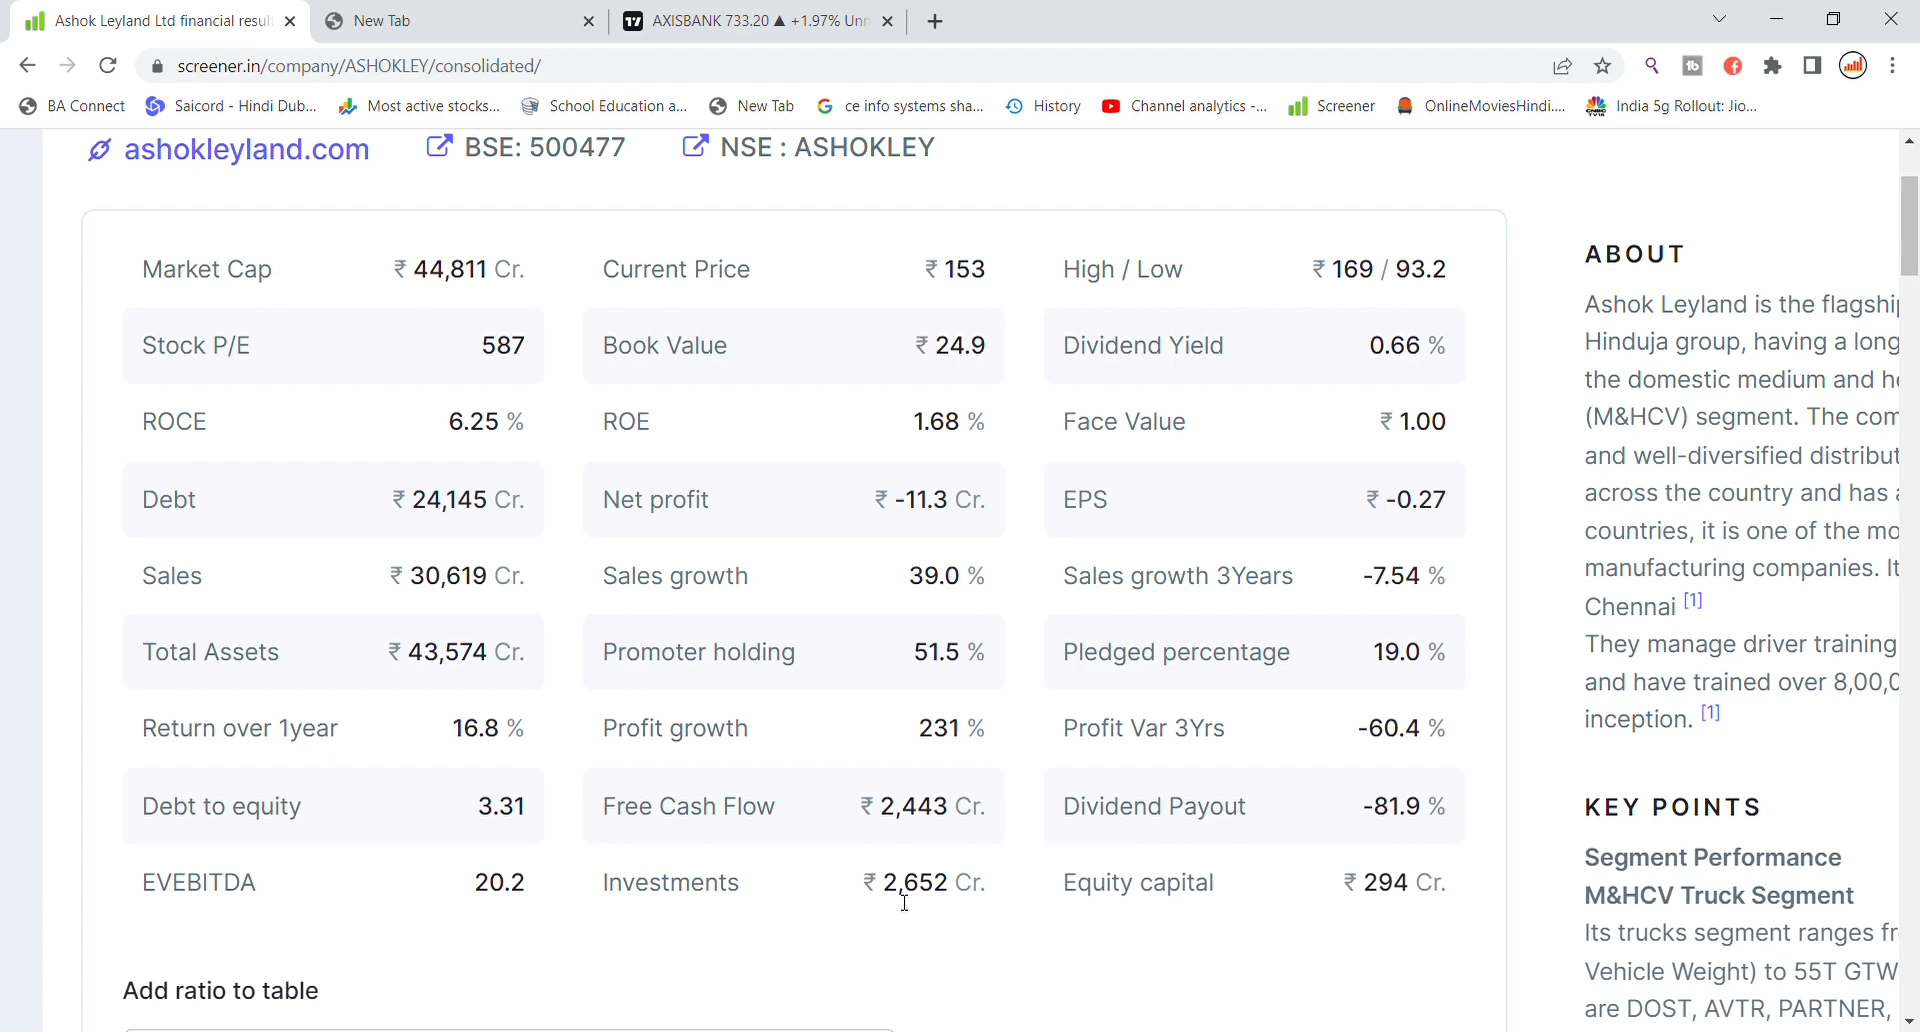 Ashok Leyland Ltd financial resul
New Tab
AXISBANK 733.20 ▲ +1.97% Unn
screener.in/company/ASHOKLEY/consolidated/
BA Connect
Saicord - Hindi Dub...
Most active stocks...
School Education a...
New Tab
ce info systems sha...
History
Channel analytics -...
Screener
OnlineMoviesHindi....
India 5g Rollout: Jio...
ashokleyland.com
BSE: 500477
NSE : ASHOKLEY
Market Cap ₹ 44,811 Cr.
Current Price ₹ 153
High / Low ₹ 169 / 93.2
Stock P/E 587
Book Value ₹ 24.9
Dividend Yield 0.66 %
ROCE 6.25 %
ROE 1.68 %
Face Value ₹ 1.00
Debt ₹ 24,145 Cr.
Net profit ₹ -11.3 Cr.
EPS ₹ -0.27
Sales ₹ 30,619 Cr.
Sales growth 39.0 %
Sales growth 3Years -7.54 %
Total Assets ₹ 43,574 Cr.
Promoter holding 51.5 %
Pledged percentage 19.0 %
Return over 1year 16.8 %
Profit growth 231 %
Profit Var 3Yrs -60.4 %
Debt to equity 3.31
Free Cash Flow ₹ 2,443 Cr.
Dividend Payout -81.9 %
EVEBITDA 20.2
Investments ₹ 2,652 Cr.
Equity capital ₹ 294 Cr.
Add ratio to table
ABOUT
Ashok Leyland is the flagship
Hinduja group, having a long
the domestic medium and he
(M&HCV) segment. The com
and well-diversified distribut
across the country and has a
countries, it is one of the mo
manufacturing companies. It
Chennai [1]
They manage driver training
and have trained over 8,00,0
inception. [1]
KEY POINTS
Segment Performance
M&HCV Truck Segment
Its trucks segment ranges fr
Vehicle Weight) to 55T GTW
are DOST, AVTR, PARTNER,